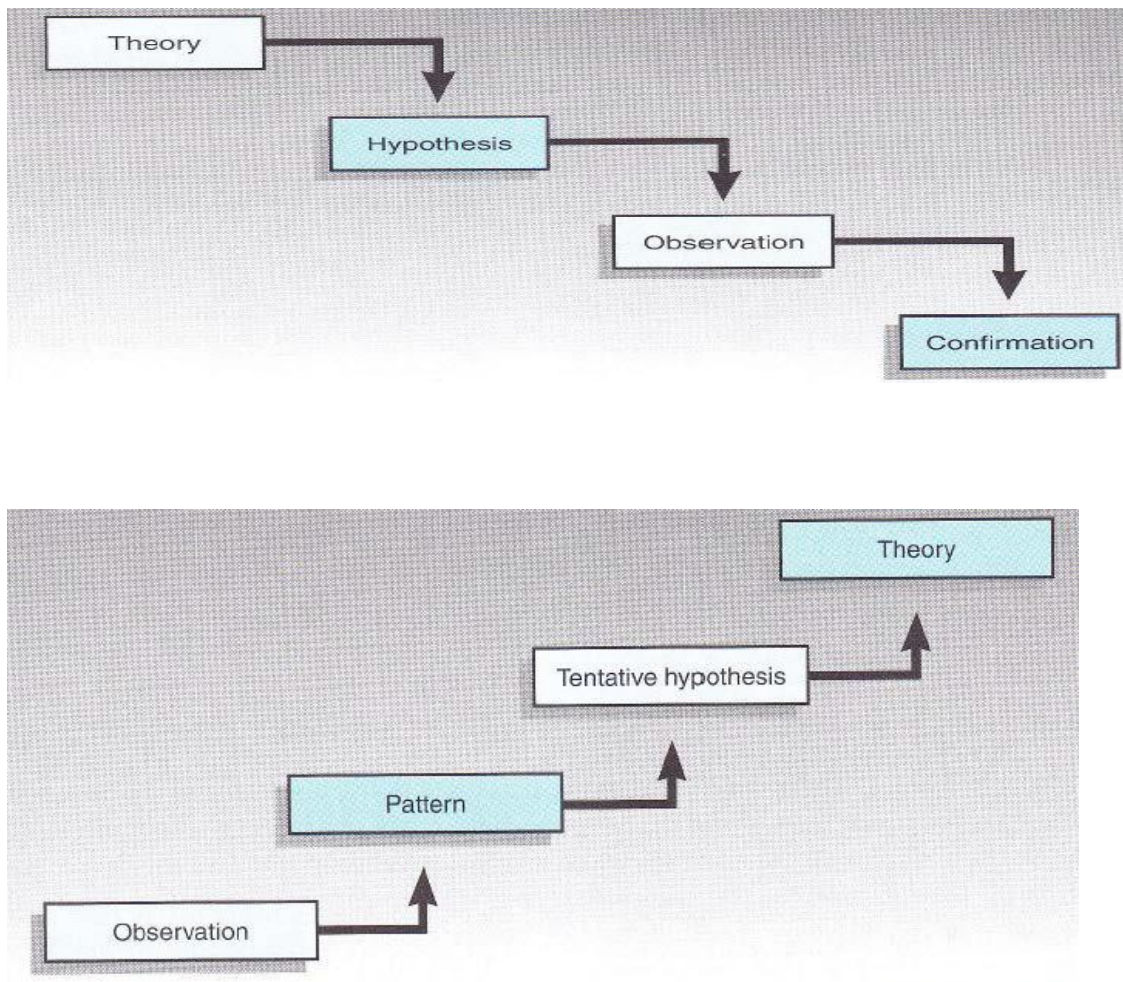 Theory
Hypothesis
Observation
Confirmation
Theory
Tentative hypothesis
Pattern
Observation